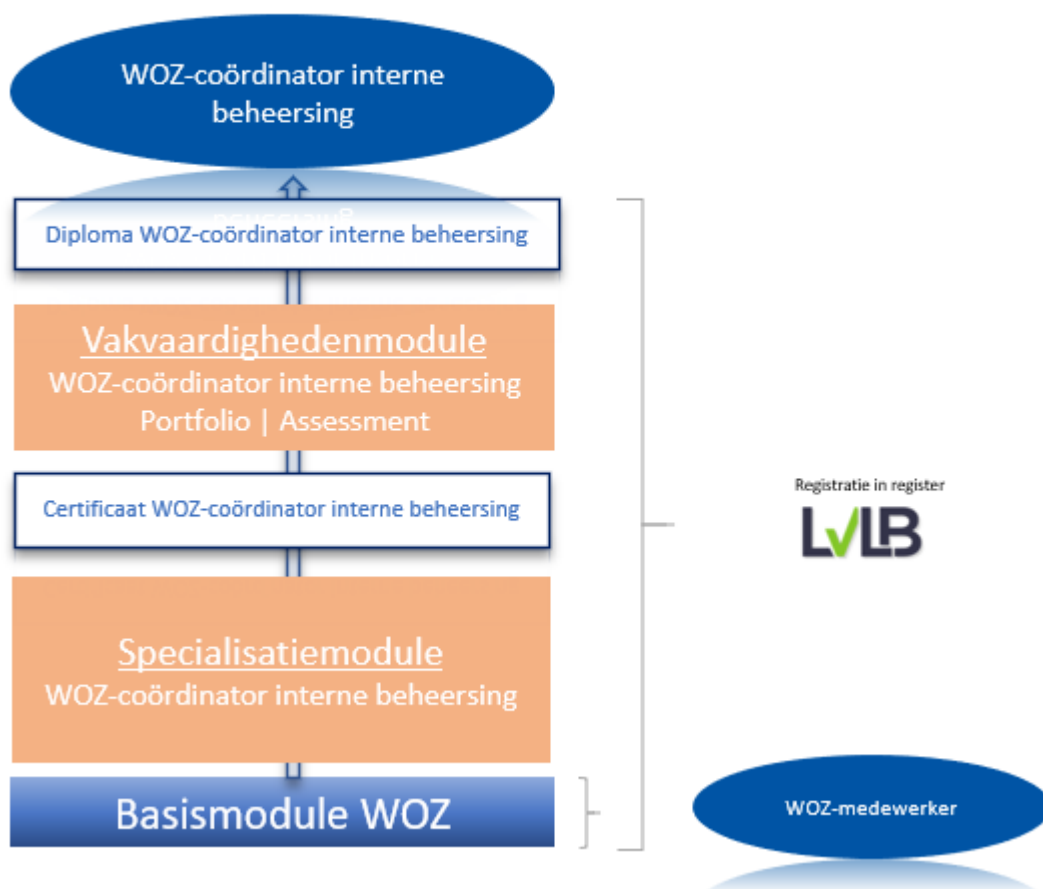 WOZ-coördinator interne
beheersing
Diploma WOZ-coördinator interne beheersing
Vakvaardighedenmodule
WOZ-coördinator interne beheersing
Portfolio | Assessment
Certificaat WOZ-coördinator interne beheersing
Registratie in register
LVLB
Specialisatiemodule
WOZ-coördinator interne beheersing
Basismodule WOZ
WOZ-medewerker